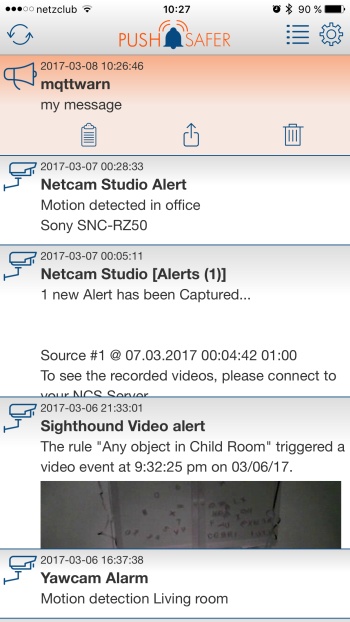 netzclub
10:27
90 %
PUSH SAFER
2017-03-08 10:26:46
mqttwarn
my message
2017-03-07 00:28:33
Netcam Studio Alert
Motion detected in office
Sony SNC-RZ50
2017-03-07 00:05:11
Netcam Studio [Alerts (1)]
1 new Alert has been Captured...
Source #1 @ 07.03.2017 00:04:42 01:00
To see the recorded videos, please connect to
your NCS Server
2017-03-06 21:33:01
Sighthound Video alert
The rule "Any object in Child Room" triggered a
video event at 9:32:25 pm on 03/06/17.
2017-03-06 16:37:38
Yawcam Alarm
Motion detection Living room